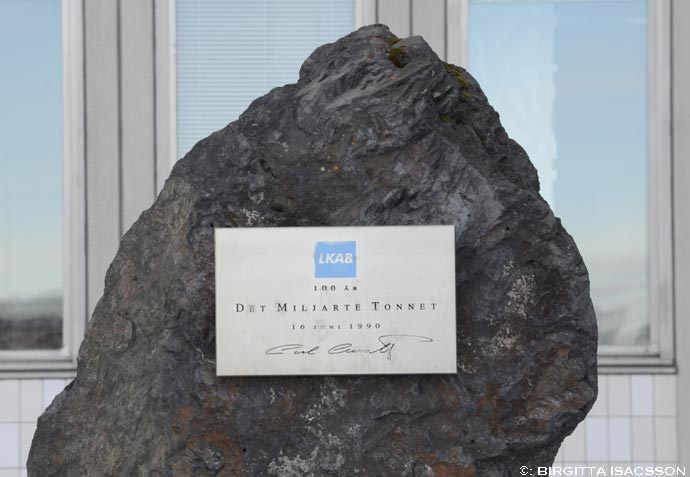 LKAB
100 ÅR
DET MILJARTE TONNET
16 JUNI 1990
©: BIRGITTA ISACSSON